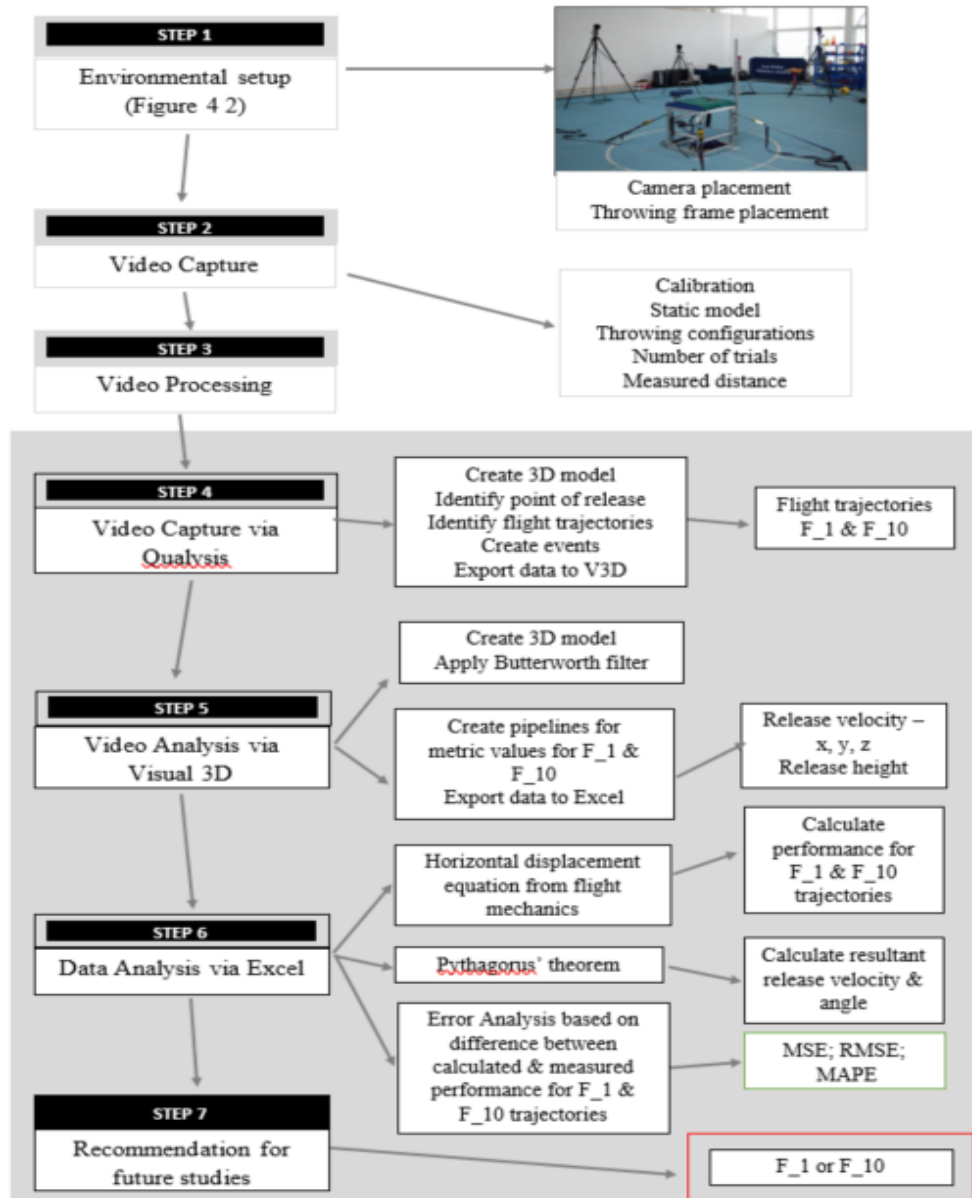 STEP 1
Environmental setup
(Figure 4 2)
Camera placement
Throwing frame placement
STEP 2
Video Capture
Calibration
Static model
Throwing configurations
Number of trials
Measured distance
STEP 3
Video Processing
STEP 4
Video Capture via
Qualysis
Create 3D model
Identify point of release
Identify flight trajectories
Create events
Export data to V3D
Flight trajectories
F_1 & F_10
STEP 5
Video Analysis via
Visual 3D
Create 3D model
Apply Butterworth filter
Create pipelines for
metric values for F_1 &
F_10
Export data to Excel
Release velocity –
x, y, z
Release height
STEP 6
Data Analysis via Excel
Horizontal displacement
equation from flight
mechanics
Calculate
performance for
F_1 & F_10
trajectories
Pythagorus’ theorem
Calculate resultant
release velocity &
angle
Error Analysis based on
difference between
calculated & measured
performance for F_1 &
F_10 trajectories
MSE; RMSE;
MAPE
STEP 7
Recommendation for
future studies
F_1 or F_10